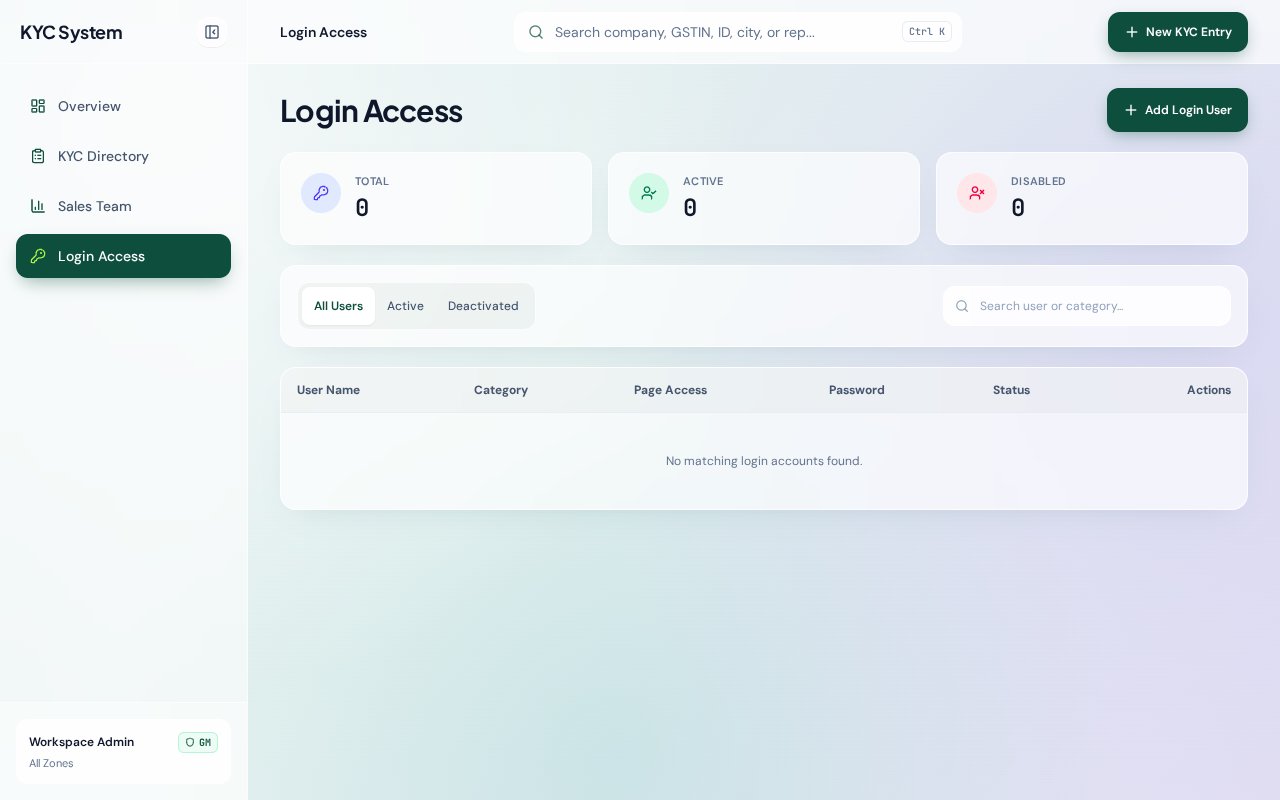 KYC System
Login Access
Search company, GSTIN, ID, city, or rep...
Ctrl K
New KYC Entry
Overview
KYC Directory
Sales Team
Login Access
Login Access
Add Login User
TOTAL
0
ACTIVE
0
DISABLED
0
All Users
Active
Deactivated
Search user or category...
User Name
Category
Page Access
Password
Status
Actions
No matching login accounts found.
Workspace Admin
GM
All Zones